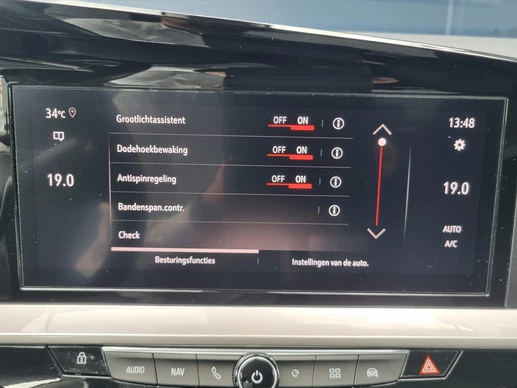 34°C
13:48
Grootlichtassistent OFF ON
Dodehoekbewaking OFF ON
Antispinregeling OFF ON
19.0
19.0
Bandenspan.contr.
Check
AUTO
A/C
Besturingsfuncties
Instellingen van de auto.
AUDIO
NAV